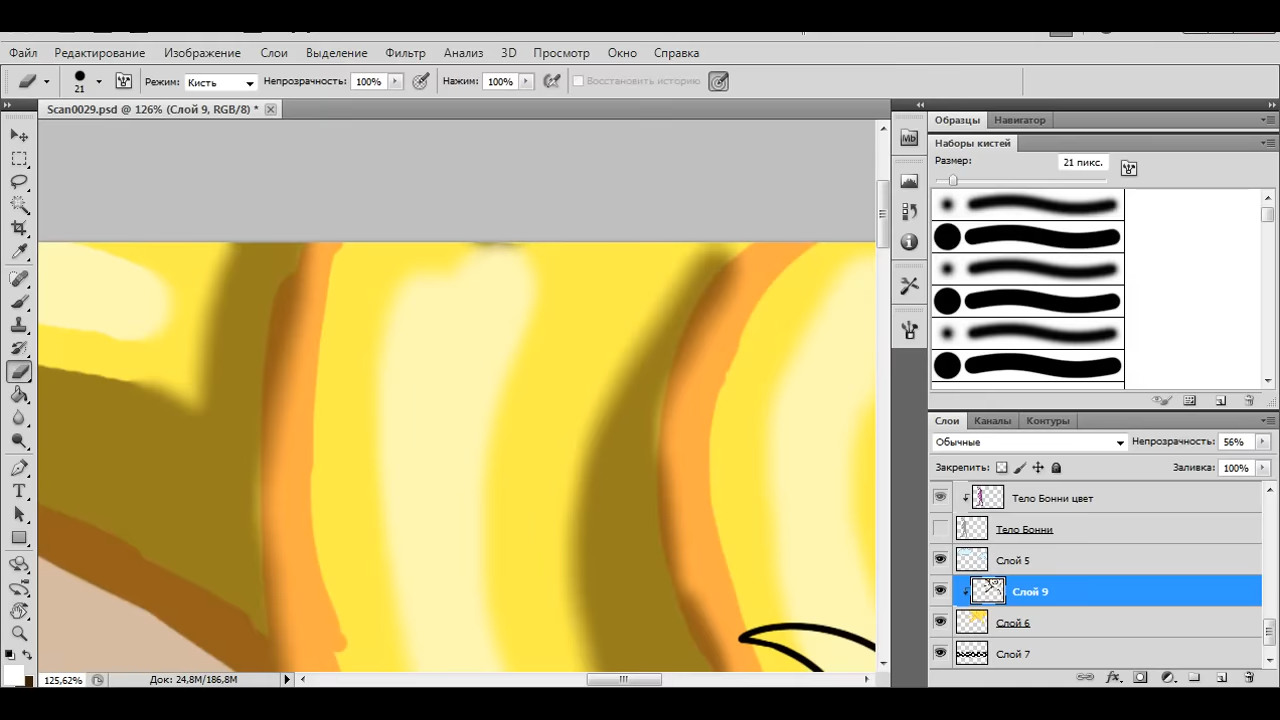 Файл Редактирование Изображение Слои Выделение Фильтр Анализ 3D Просмотр Окно Справка
21 Режим: Кисть Непрозрачность: 100% Нажим: 100% Восстановить историю
Scan0029.psd @ 126% (Слой 9, RGB/8) *
Образцы Навигатор
Наборы кистей
Размер: 21 пикс.
Mb
Слои Каналы Контуры
Обычные Непрозрачность: 56%
Закрепить: Заливка: 100%
Тело Бонни цвет
Тело Бонни
Слой 5
Слой 9
Слой 6
Слой 7
125,62% Док: 24,8M/186,8M